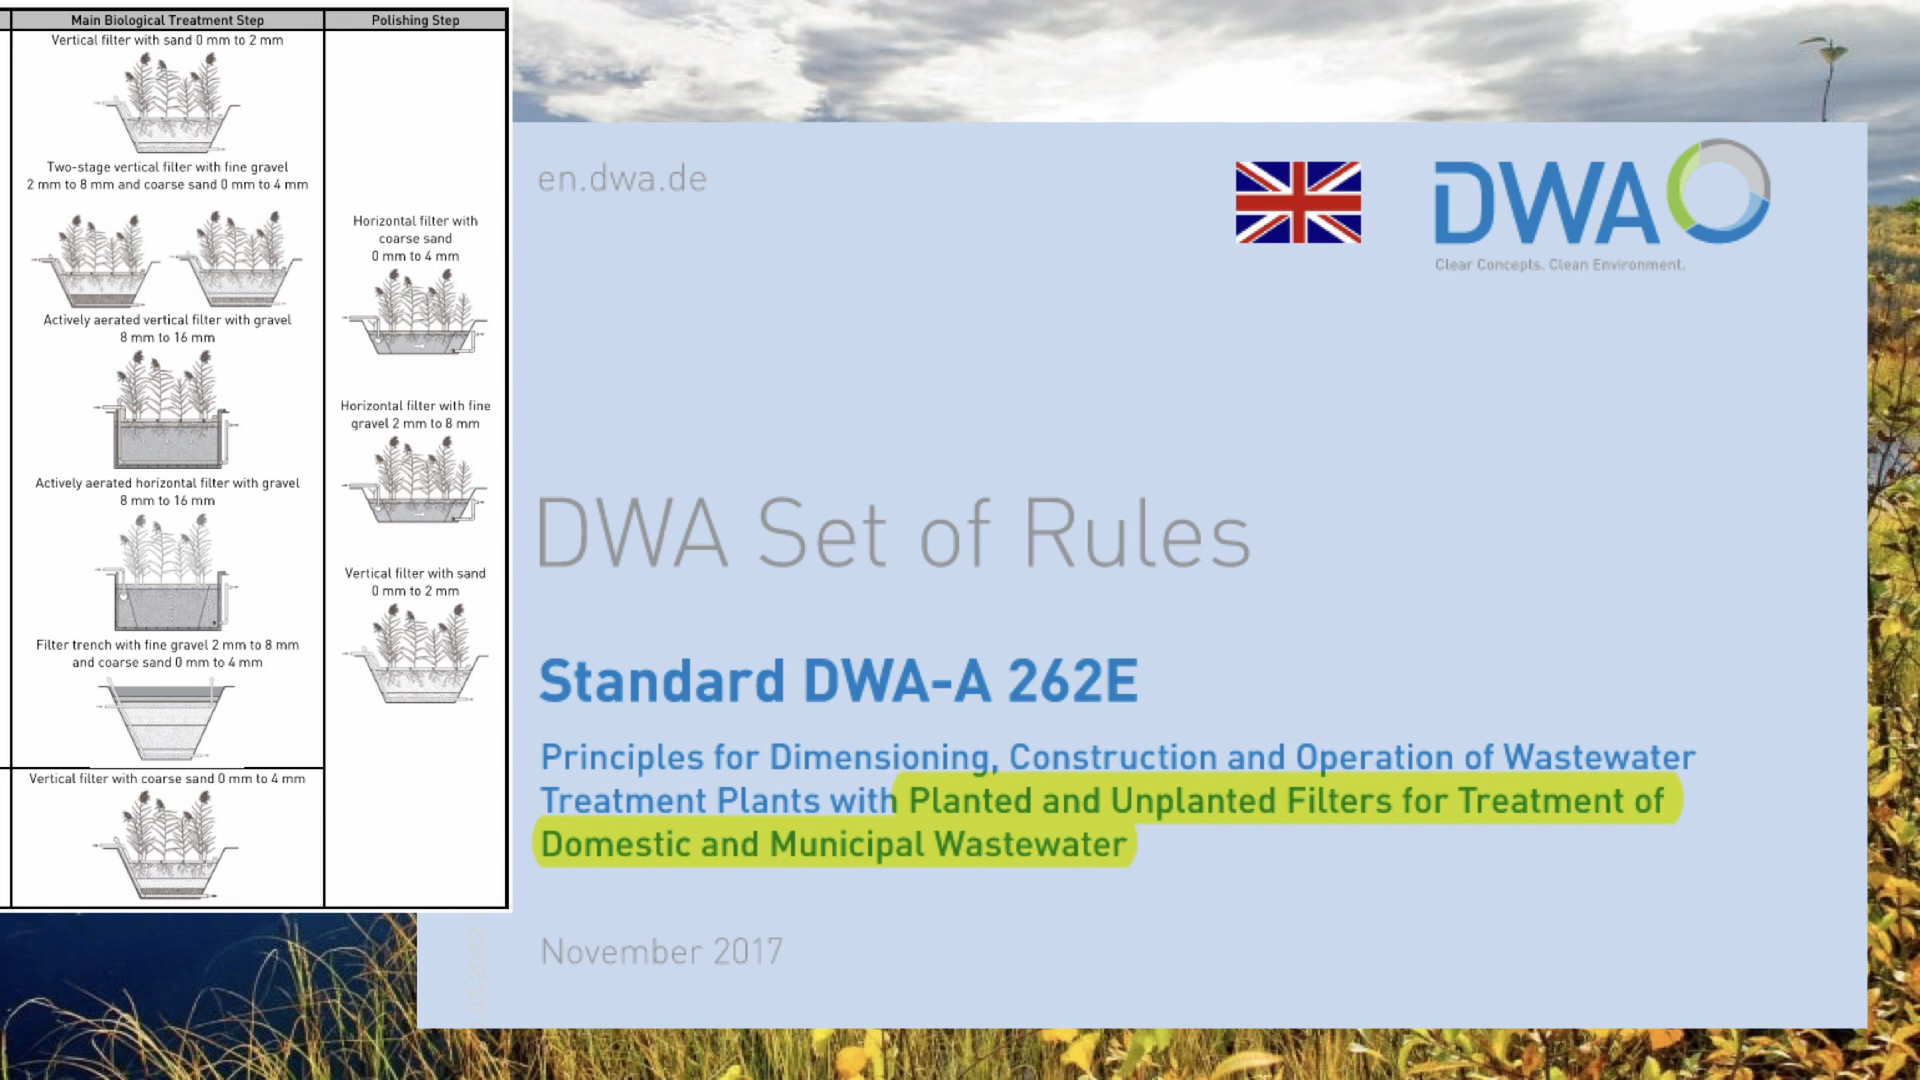 Main Biological Treatment Step
Polishing Step
Vertical filter with sand 0 mm to 2 mm
Two-stage vertical filter with fine gravel
2 mm to 8 mm and coarse sand 0 mm to 4 mm
Actively aerated vertical filter with gravel
8 mm to 16 mm
Actively aerated horizontal filter with gravel
8 mm to 16 mm
Filter trench with fine gravel 2 mm to 8 mm
and coarse sand 0 mm to 4 mm
Vertical filter with coarse sand 0 mm to 4 mm
Horizontal filter with
coarse sand
0 mm to 4 mm
Horizontal filter with fine
gravel 2 mm to 8 mm
Vertical filter with sand
0 mm to 2 mm
en.dwa.de
DWA
Clear Concepts. Clean Environment.
DWA Set of Rules
Standard DWA-A 262E
Principles for Dimensioning, Construction and Operation of Wastewater
Treatment Plants with Planted and Unplanted Filters for Treatment of
Domestic and Municipal Wastewater
November 2017